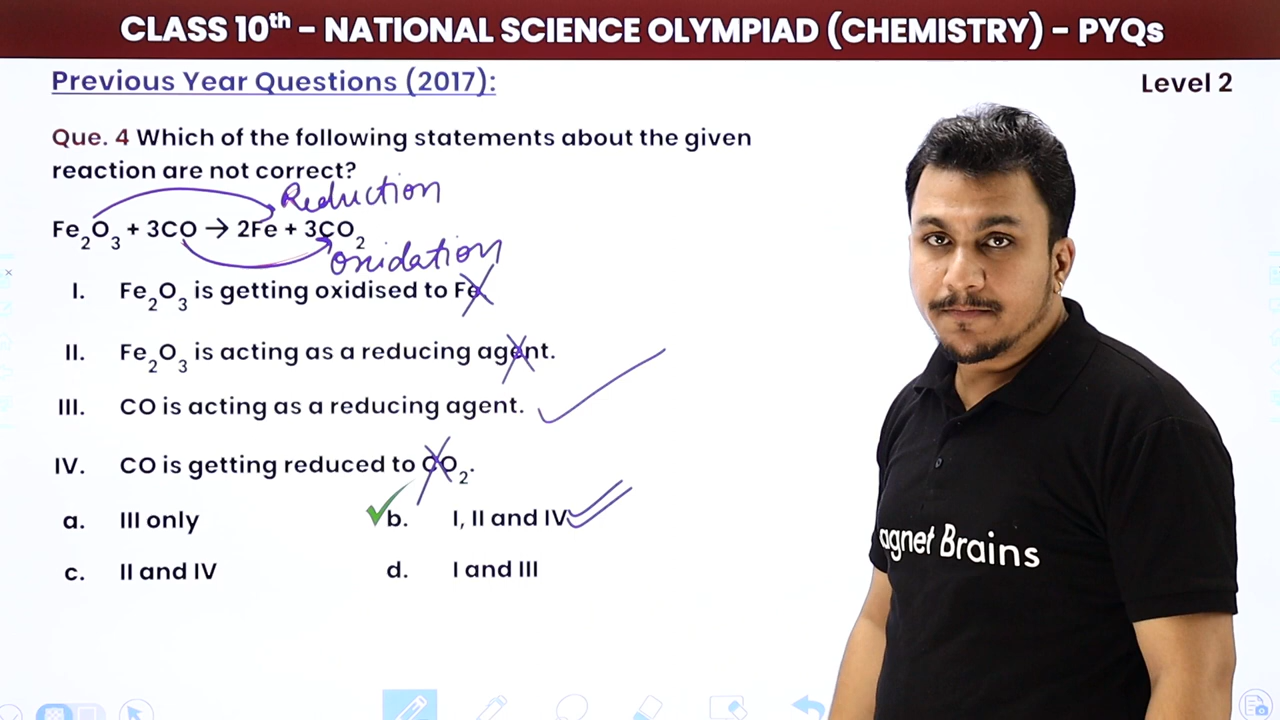 CLASS 10th – NATIONAL SCIENCE OLYMPIAD (CHEMISTRY) – PYQs
Previous Year Questions (2017):
Level 2
Que. 4 Which of the following statements about the given
reaction are not correct?
Reduction
Fe₂O₃ + 3CO → 2Fe + 3CO₂
Oxidation
I. Fe₂O₃ is getting oxidised to Fe.
II. Fe₂O₃ is acting as a reducing agent.
III. CO is acting as a reducing agent.
IV. CO is getting reduced to CO₂.
a. III only
b. I, II and IV
c. II and IV
d. I and III
agnet Brains